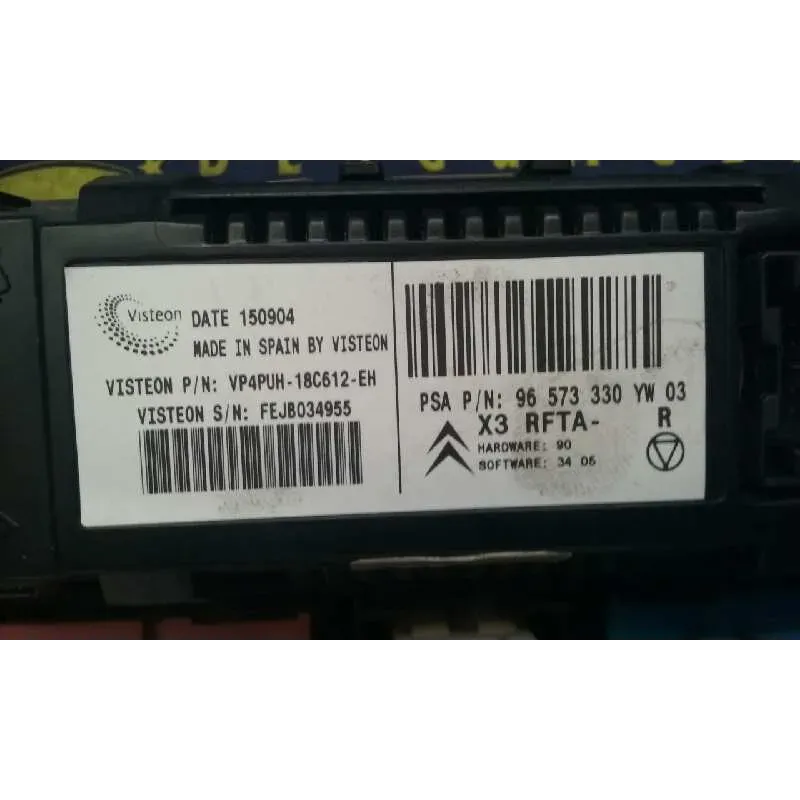 Visteon
DATE 150904
MADE IN SPAIN BY VISTEON
VISTEON P/N: VP4PUH-18C612-EH
VISTEON S/N: FEJB034955
PSA P/N: 96 573 330 YW 03
X3 RFTA- R
HARDWARE: 90
SOFTWARE: 34 05